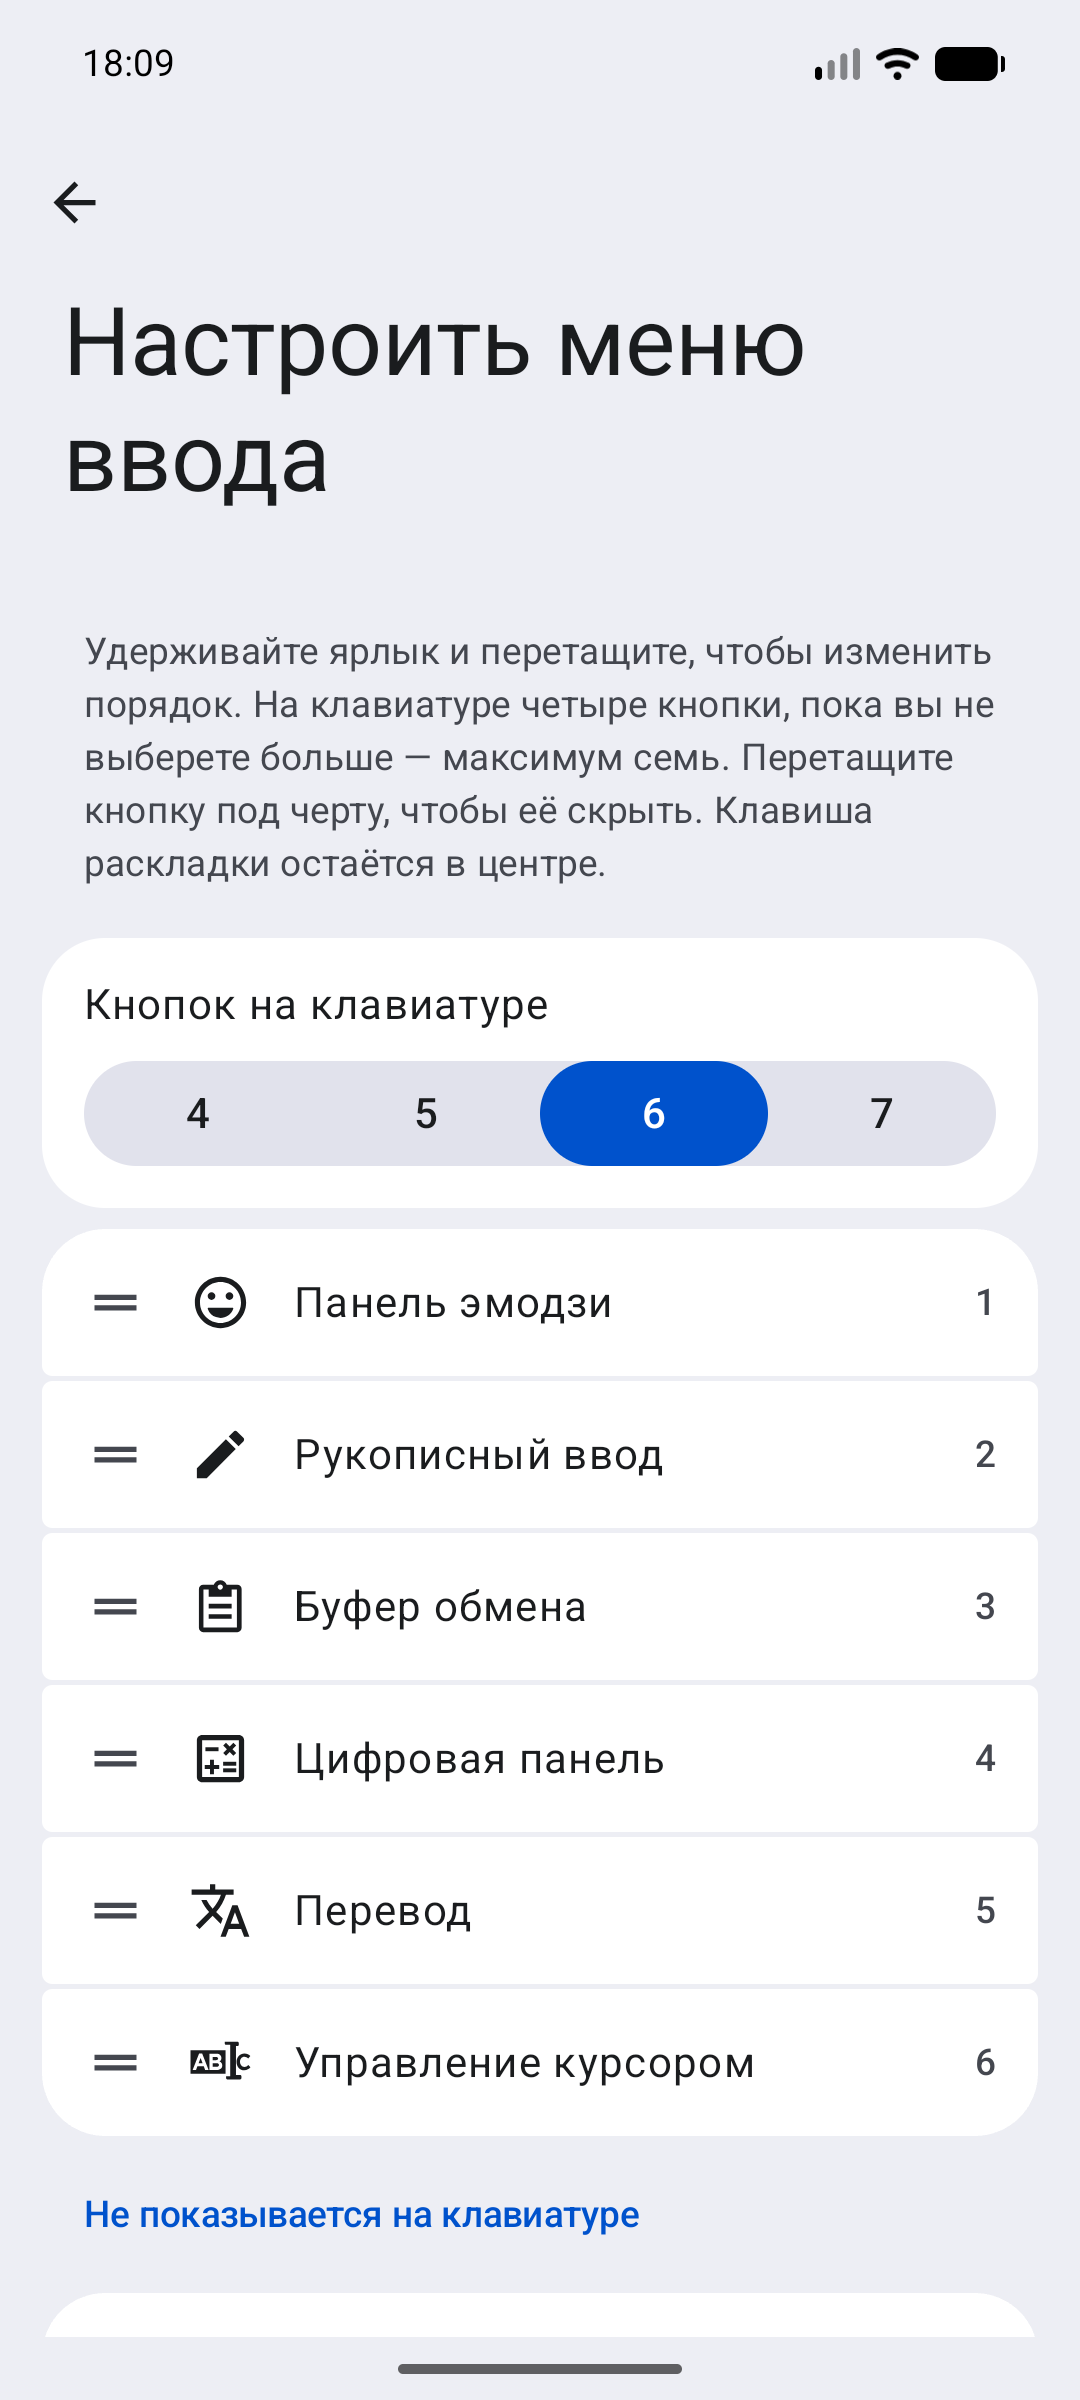 18:09
Настроить меню
ввода
Удерживайте ярлык и перетащите, чтобы изменить
порядок. На клавиатуре четыре кнопки, пока вы не
выберете больше — максимум семь. Перетащите
кнопку под черту, чтобы её скрыть. Клавиша
раскладки остаётся в центре.
Кнопок на клавиатуре
4 5 6 7
Панель эмодзи 1
Рукописный ввод 2
Буфер обмена 3
Цифровая панель 4
Перевод 5
ABC Управление курсором 6
Не показывается на клавиатуре